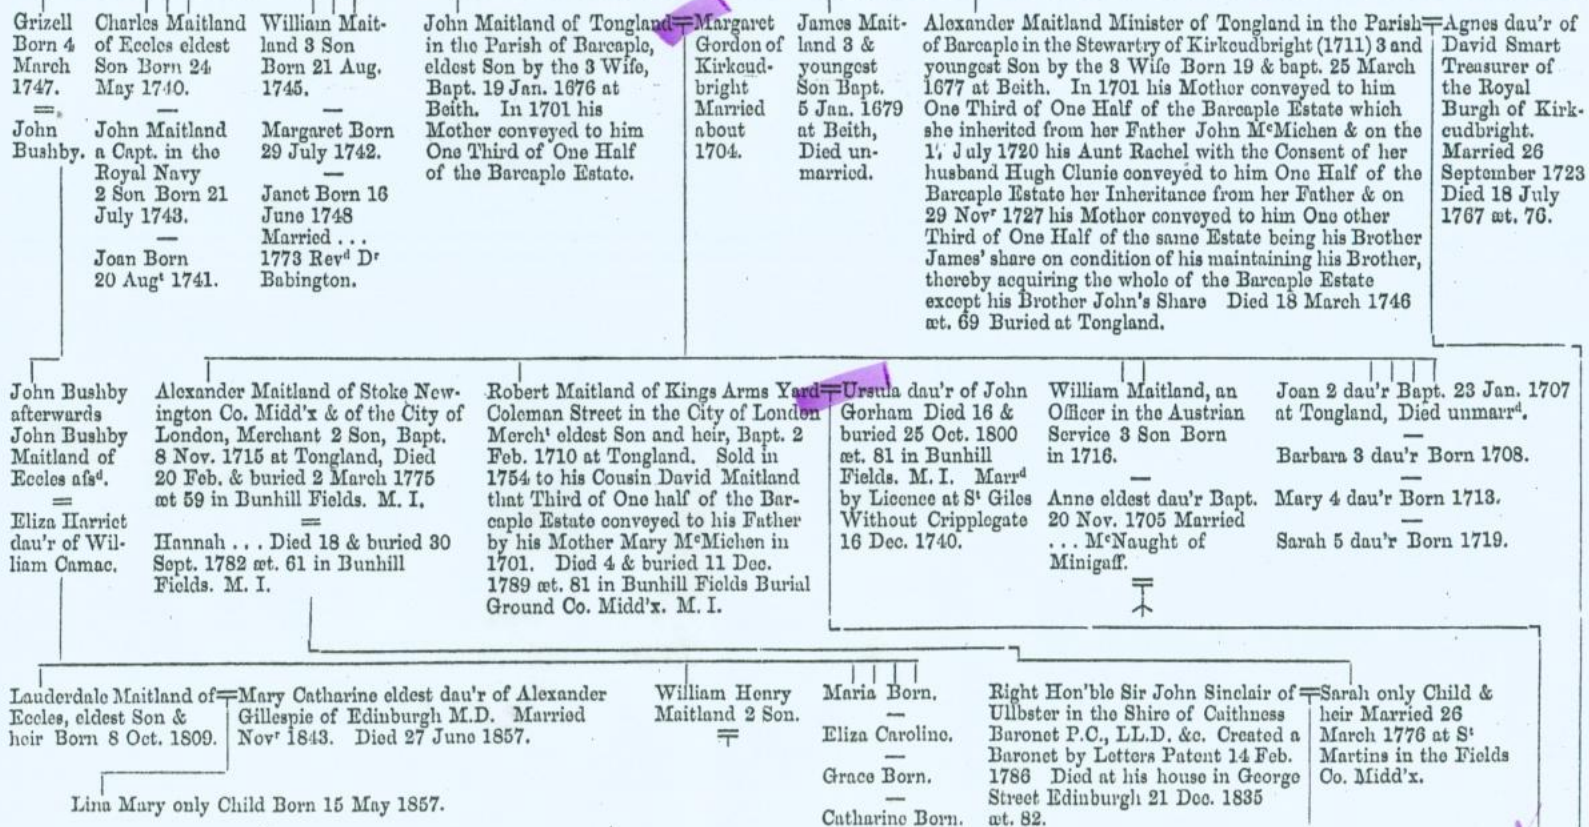 Grizell
Born 4
March
1747.
=
John
Bushby.
Charles Maitland
of Eccles eldest
Son Born 24
May 1740.
—
John Maitland
a Capt. in the
Royal Navy
2 Son Born 21
July 1743.
—
Joan Born
20 Augt 1741.
William Mait-
land 3 Son
Born 21 Aug.
1745.
—
Margaret Born
29 July 1742.
—
Janet Born 16
June 1748
Married ...
1773 Revd Dr
Babington.
John Maitland of Tongland
in the Parish of Barcaple,
eldest Son by the 3 Wife,
Bapt. 19 Jan. 1676 at
Beith. In 1701 his
Mother conveyed to him
One Third of One Half
of the Barcaple Estate.
=
Margaret
Gordon of
Kirkcud-
bright
Married
about
1704.
James Mait-
land 3 &
youngest
Son Bapt.
5 Jan. 1679
at Beith,
Died un-
married.
Alexander Maitland Minister of Tongland in the Parish
of Barcaple in the Stewartry of Kirkcudbright (1711) 3 and
youngest Son by the 3 Wife Born 19 & bapt. 25 March
1677 at Beith. In 1701 his Mother conveyed to him
One Third of One Half of the Barcaple Estate which
she inherited from her Father John McMichen & on the
1. July 1720 his Aunt Rachel with the Consent of her
husband Hugh Clunie conveyed to him One Half of the
Barcaple Estate her Inheritance from her Father & on
29 Novr 1727 his Mother conveyed to him One other
Third of One Half of the same Estate being his Brother
James' share on condition of his maintaining his Brother,
thereby acquiring the whole of the Barcaple Estate
except his Brother John's Share Died 18 March 1746
æt. 69 Buried at Tongland.
=
Agnes dau'r of
David Smart
Treasurer of
the Royal
Burgh of Kirk-
cudbright.
Married 26
September 1723
Died 18 July
1767 æt. 76.
John Bushby
afterwards
John Bushby
Maitland of
Eccles afsd.
=
Eliza Harriet
dau'r of Wil-
liam Camac.
Alexander Maitland of Stoke New-
ington Co. Midd'x & of the City of
London, Merchant 2 Son, Bapt.
8 Nov. 1715 at Tongland, Died
20 Feb. & buried 2 March 1775
æt 59 in Bunhill Fields. M. I.
=
Hannah ... Died 18 & buried 30
Sept. 1782 æt. 61 in Bunhill
Fields. M. I.
Robert Maitland of Kings Arms Yard
Coleman Street in the City of London
Mercht eldest Son and heir, Bapt. 2
Feb. 1710 at Tongland. Sold in
1754 to his Cousin David Maitland
that Third of One half of the Bar-
caple Estate conveyed to his Father
by his Mother Mary McMichen in
1701. Died 4 & buried 11 Dec.
1789 æt. 81 in Bunhill Fields Burial
Ground Co. Midd'x. M. I.
=
Ursula dau'r of John
Gorham Died 16 &
buried 25 Oct. 1800
æt. 81 in Bunhill
Fields. M. I. Marrd
by Licence at St Giles
Without Cripplegate
16 Dec. 1740.
William Maitland, an
Officer in the Austrian
Service 3 Son Born
in 1716.
—
Anne eldest dau'r Bapt.
20 Nov. 1705 Married
... McNaught of
Minigaff.
=
Joan 2 dau'r Bapt. 23 Jan. 1707
at Tongland, Died unmarrd.
—
Barbara 3 dau'r Born 1708.
—
Mary 4 dau'r Born 1713.
—
Sarah 5 dau'r Born 1719.
Lauderdale Maitland of
Eccles, eldest Son &
heir Born 8 Oct. 1809.
=
Mary Catharine eldest dau'r of Alexander
Gillespie of Edinburgh M.D. Married
Novr 1843. Died 27 June 1857.
Lina Mary only Child Born 15 May 1857.
William Henry
Maitland 2 Son.
=
Maria Born.
—
Eliza Caroline.
—
Grace Born.
—
Catharine Born.
Right Hon'ble Sir John Sinclair of
Ullbster in the Shire of Caithness
Baronet P.C., LL.D. &c. Created a
Baronet by Letters Patent 14 Feb.
1786 Died at his house in George
Street Edinburgh 21 Dec. 1835
æt. 82.
=
Sarah only Child &
heir Married 26
March 1776 at St
Martins in the Fields
Co. Midd'x.